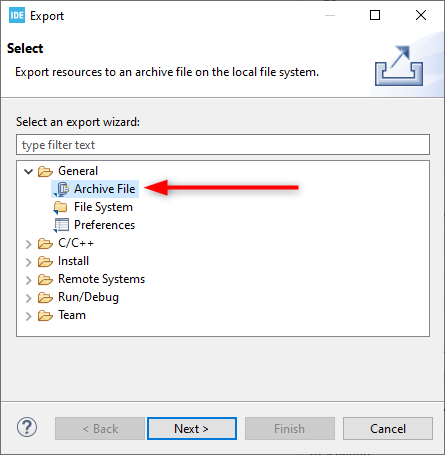 IDE Export
Select
Export resources to an archive file on the local file system.
Select an export wizard:
type filter text
General
Archive File
File System
Preferences
C/C++
Install
Remote Systems
Run/Debug
Team
?
< Back
Next >
Finish
Cancel